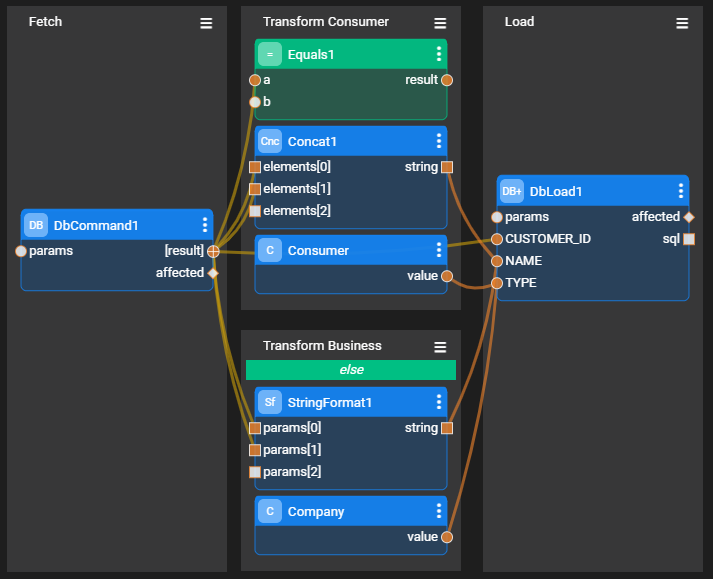 Fetch
DB DbCommand1
params [result]
affected
Transform Consumer
= Equals1
a result
b
Cnc Concat1
elements[0] string
elements[1]
elements[2]
C Consumer
value
Transform Business
else
Sf StringFormat1
params[0] string
params[1]
params[2]
C Company
value
Load
DB+ DbLoad1
params affected
CUSTOMER_ID sql
NAME
TYPE